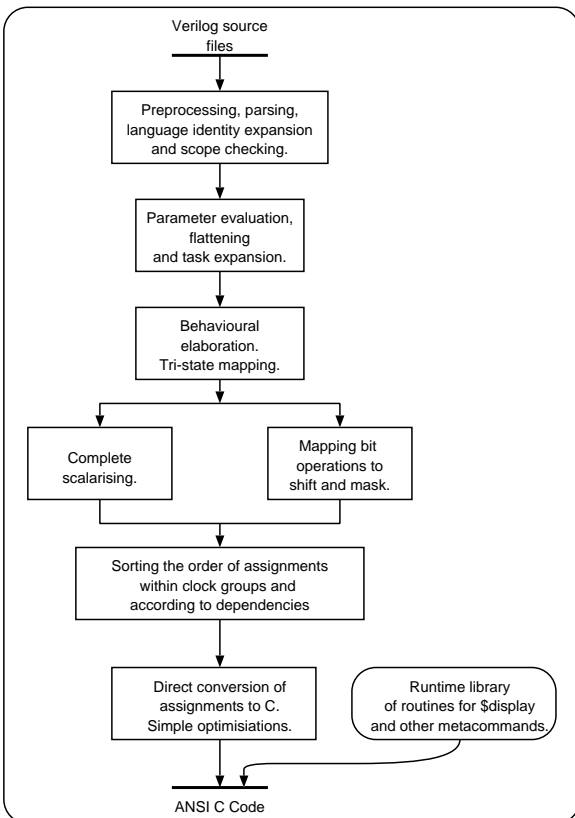 Verilog source
files
Preprocessing, parsing,
language identity expansion
and scope checking.
Parameter evaluation,
flattening
and task expansion.
Behavioural
elaboration.
Tri-state mapping.
Complete
scalarising.
Mapping bit
operations to
shift and mask.
Sorting the order of assignments
within clock groups and
according to dependencies
Direct conversion of
assignments to C.
Simple optimisiations.
Runtime library
of routines for $display
and other metacommands.
ANSI C Code